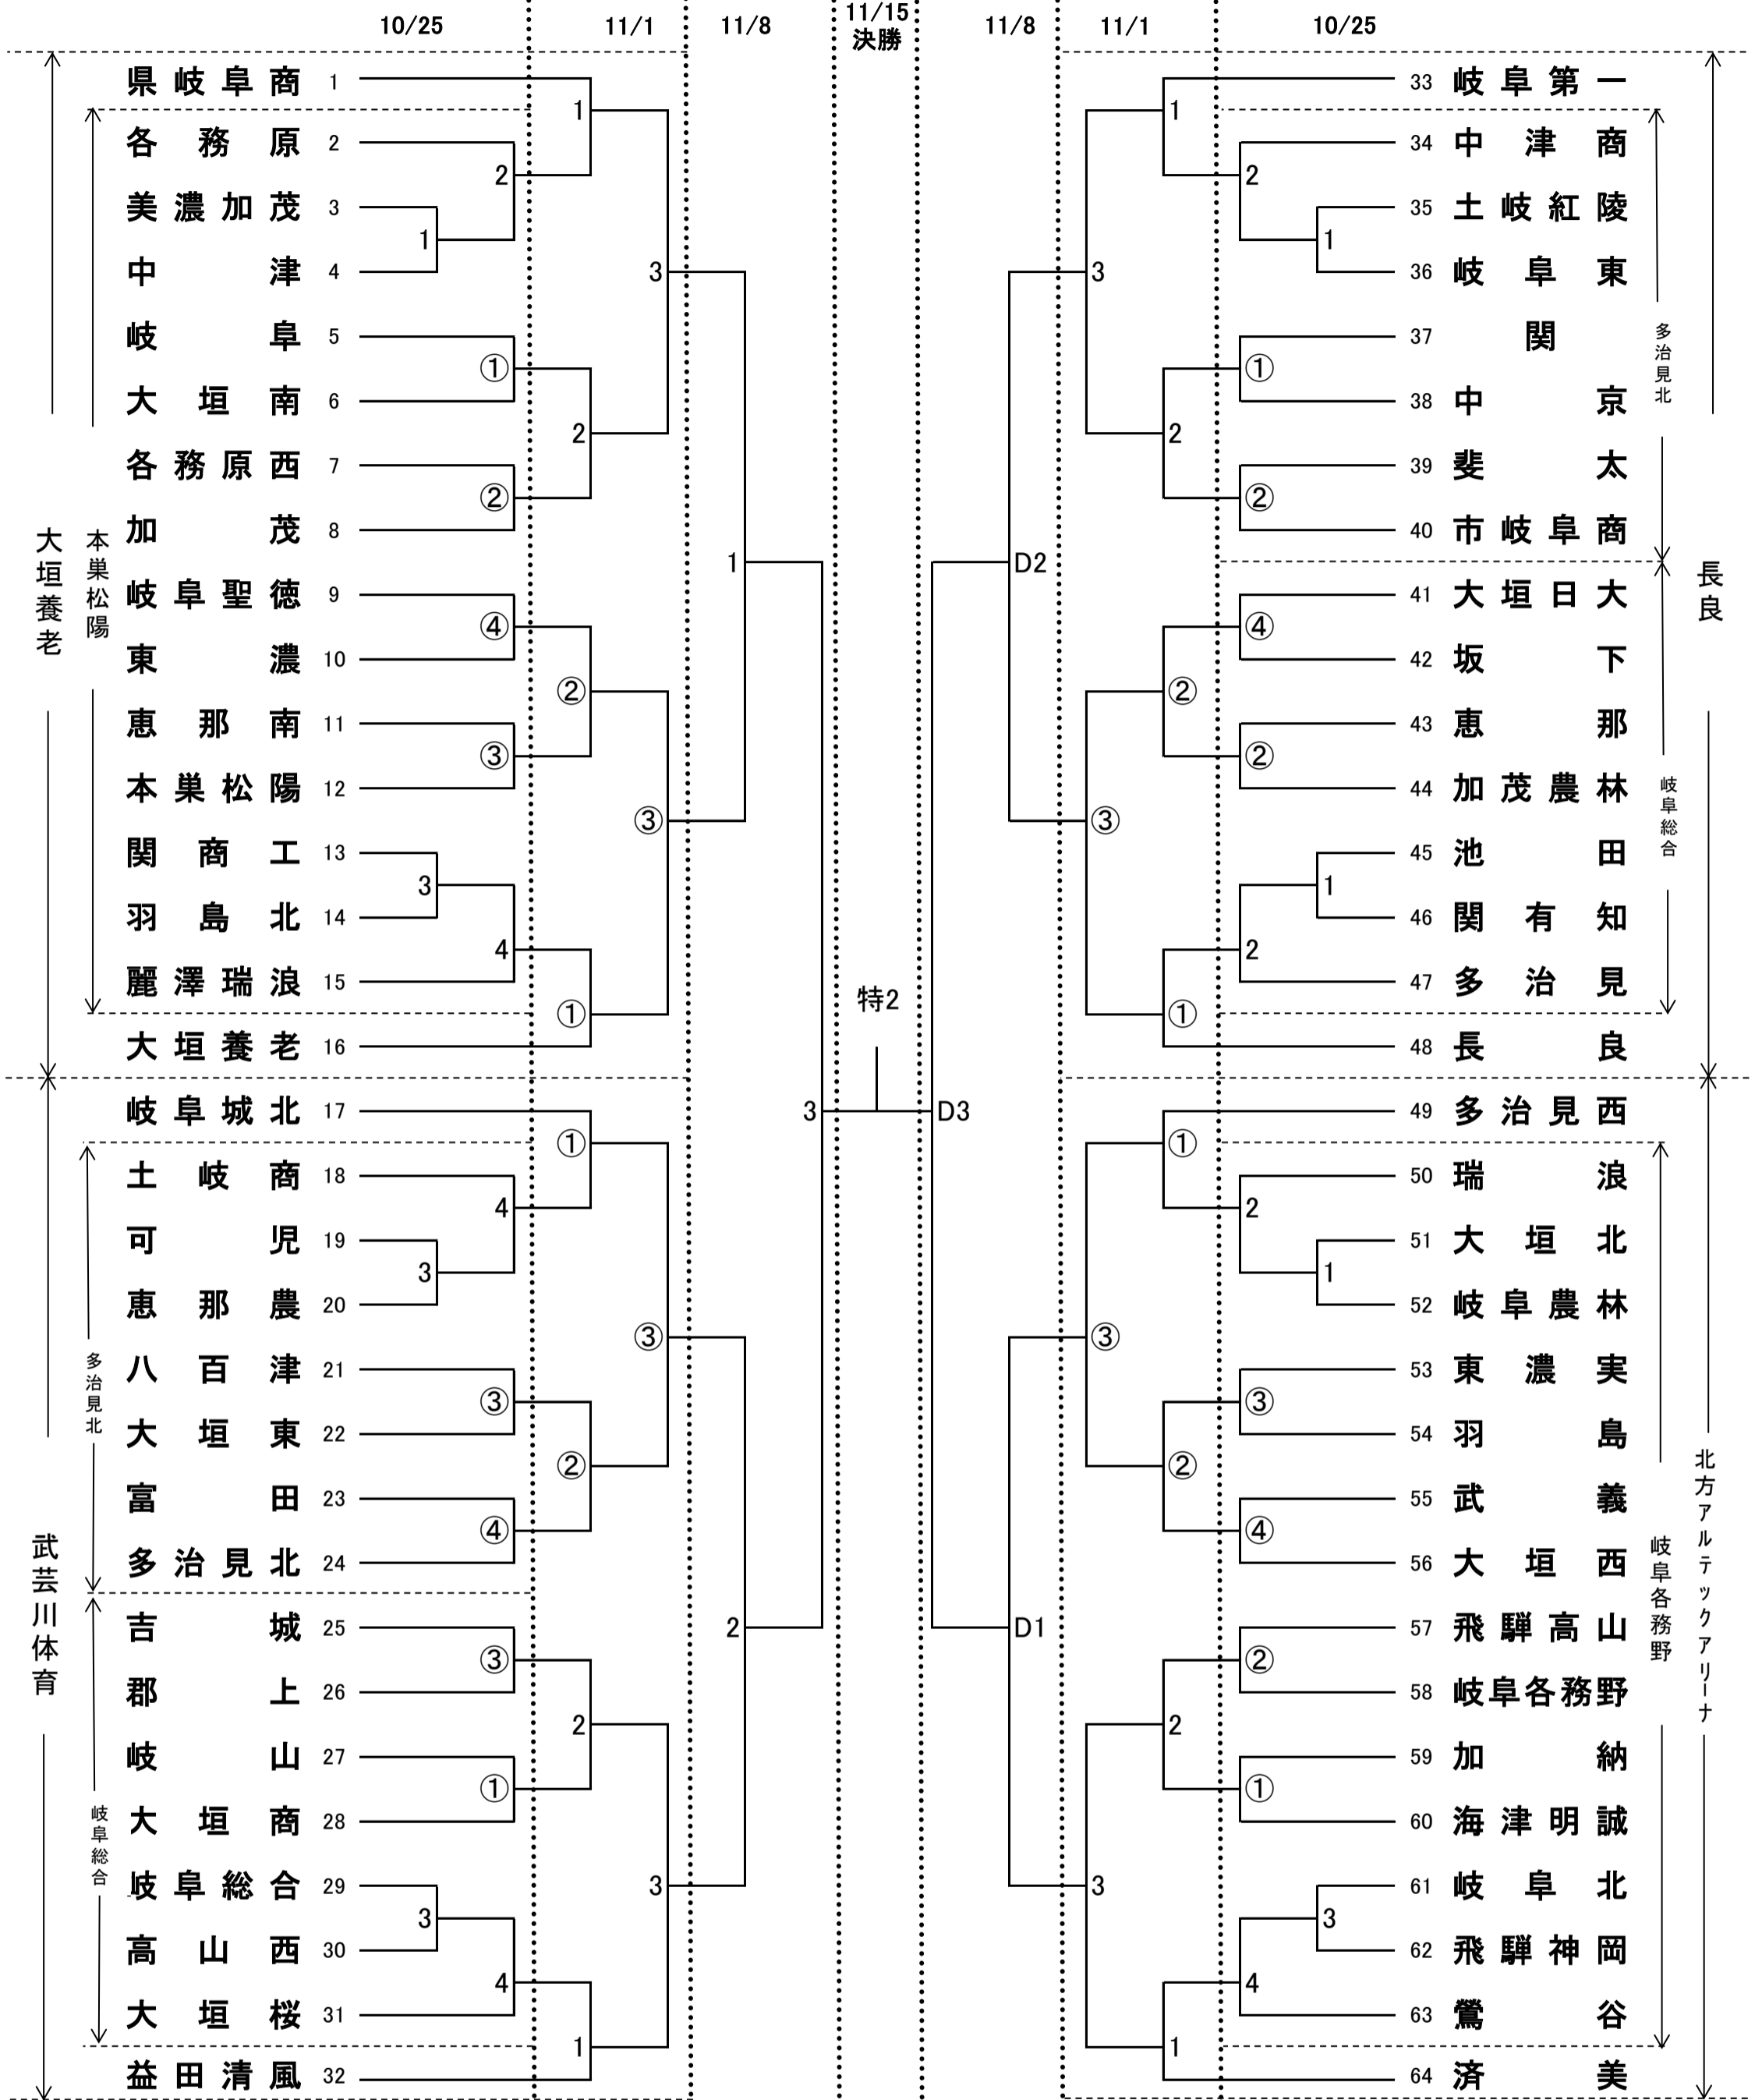 10/25 11/1 11/8 11/15 11/8 11/1 10/25
決勝
県岐阜商 1
各務原 2
美濃加茂 3
中津 4
岐阜 5
大垣南 6
各務原西 7
加茂 8
岐阜聖徳 9
東濃 10
恵那南 11
本巣松陽 12
関商工 13
羽島北 14
麗澤瑞浪 15
大垣養老 16
岐阜城北 17
土岐商 18
可児 19
恵那農 20
八百津 21
大垣東 22
富田 23
多治見北 24
吉城 25
郡上 26
岐山 27
大垣商 28
岐阜総合 29
高山西 30
大垣桜 31
益田清風 32
大垣養老
本巣松陽
武芸川体育
多治見北
岐阜総合
2
1
①
②
④
③
3
4
4
3
③
④
③
①
3
4
1
2
②
①
①
②
2
1
3
③
③
3
1
2
3
特2
D3
D2
D1
3
③
③
3
1
2
②
①
①
②
2
1
2
1
①
②
④
②
1
2
2
1
③
④
②
①
3
4
33 岐阜第一
34 中津商
35 土岐紅陵
36 岐阜東
37 関
38 中京
39 斐太
40 市岐阜商
41 大垣日大
42 坂下
43 恵那
44 加茂農林
45 池田
46 関有知
47 多治見
48 長良
49 多治見西
50 瑞浪
51 大垣北
52 岐阜農林
53 東濃実
54 羽島
55 武義
56 大垣西
57 飛騨高山
58 岐阜各務野
59 加納
60 海津明誠
61 岐阜北
62 飛騨神岡
63 鶯谷
64 済美
多治見北
岐阜総合
長良
岐阜各務野
北方アルテックアリーナ